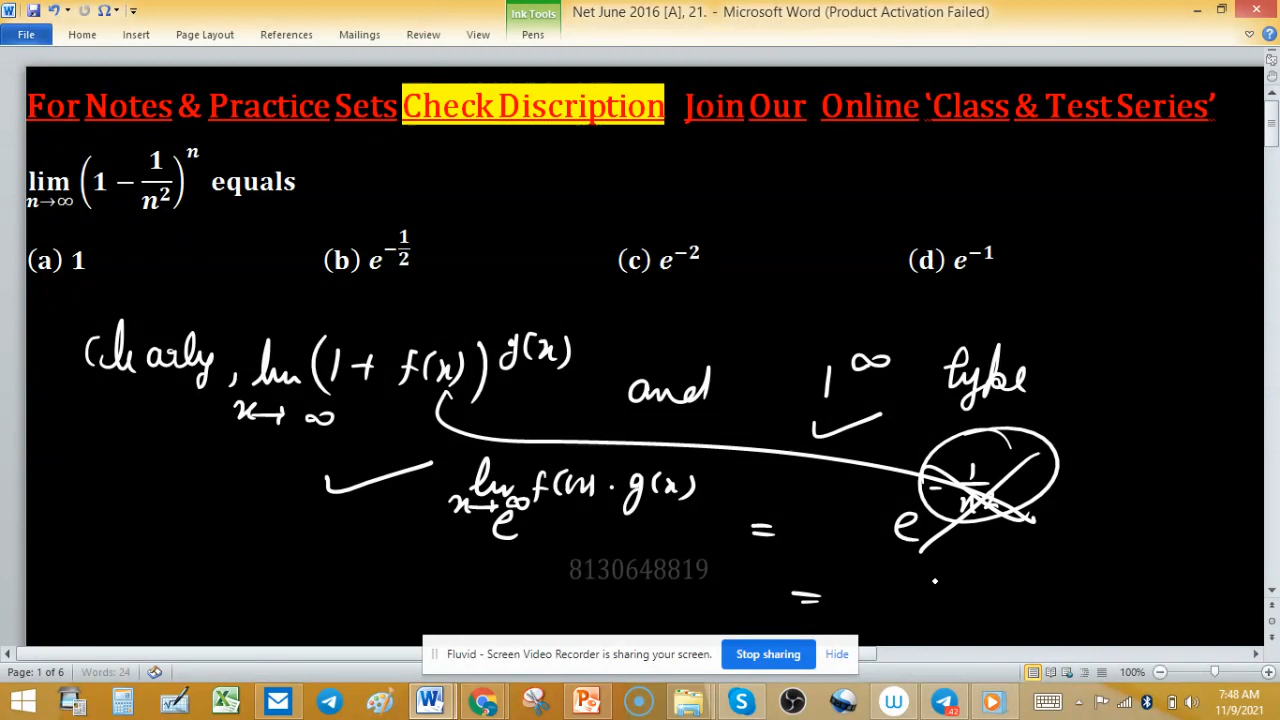 Ink Tools
Net June 2016 [A], 21. - Microsoft Word (Product Activation Failed)
File Home Insert Page Layout References Mailings Review View Pens
For Notes & Practice Sets Check Discription Join Our Online ‘Class & Test Series’
lim n→∞ (1 − 1/n²)ⁿ equals
(a) 1 (b) e^(−1/2) (c) e^(−2) (d) e^(−1)
Clearly, lim x→∞ (1 + f(x))^g(x) and 1^∞ type
e^(lim x→∞ f(x) · g(x)) = e
8130648819
=
Fluvid - Screen Video Recorder is sharing your screen. Stop sharing Hide
Page: 1 of 6 Words: 24 100%
7:48 AM
11/9/2021